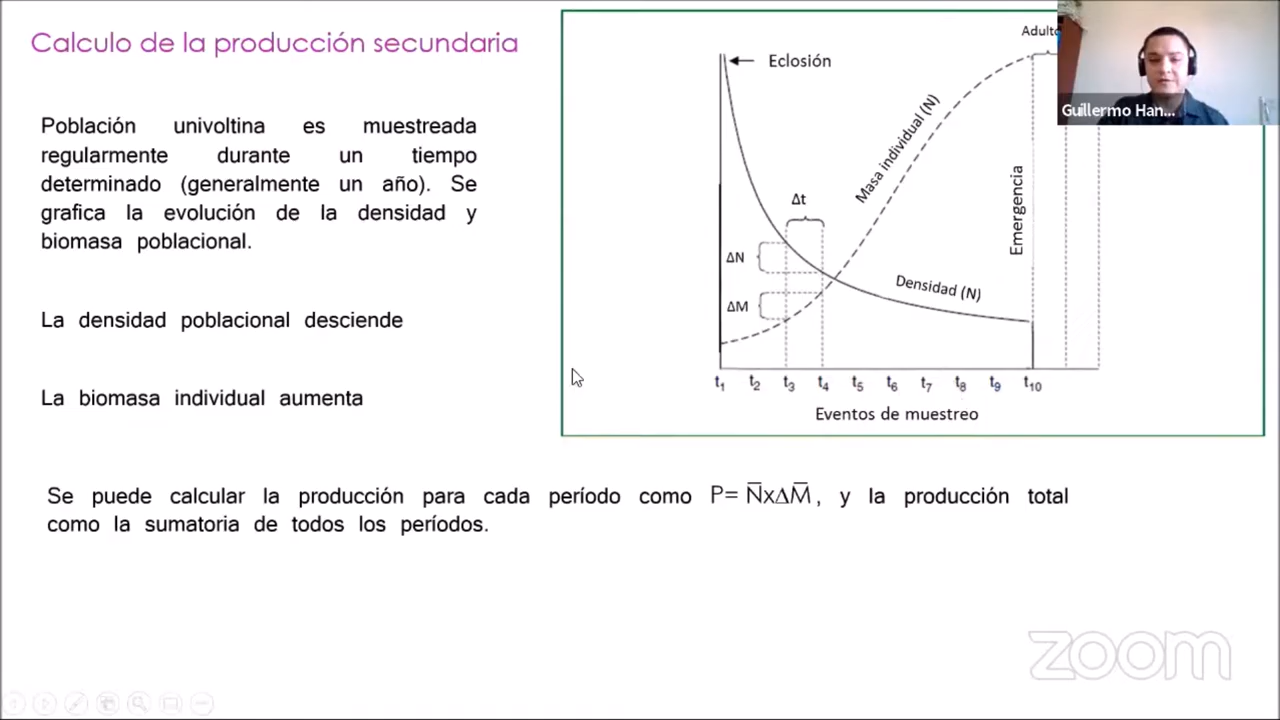 Calculo de la producción secundaria
Población univoltina es muestreada
regularmente durante un tiempo
determinado (generalmente un año). Se
grafica la evolución de la densidad y
biomasa poblacional.
La densidad poblacional desciende
La biomasa individual aumenta
Adulto
Eclosión
Masa individual (N)
Emergencia
Δt
ΔN
ΔM
Densidad (N)
t₁ t₂ t₃ t₄ t₅ t₆ t₇ t₈ t₉ t₁₀
Eventos de muestreo
Guillermo Han...
Se puede calcular la producción para cada período como P= N̅xΔM̅, y la producción total
como la sumatoria de todos los períodos.
zoom